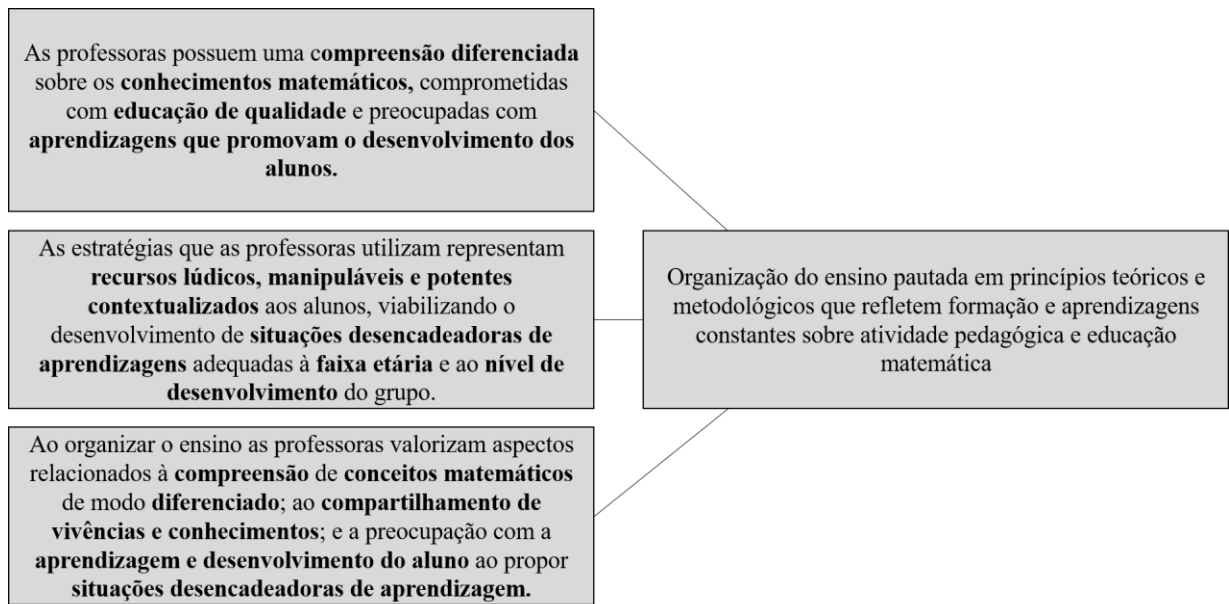 As professoras possuem uma compreensão diferenciada
sobre os conhecimentos matemáticos, comprometidas
com educação de qualidade e preocupadas com
aprendizagens que promovam o desenvolvimento dos
alunos.
As estratégias que as professoras utilizam representam
recursos lúdicos, manipuláveis e potentes
contextualizados aos alunos, viabilizando o
desenvolvimento de situações desencadeadoras de
aprendizagens adequadas à faixa etária e ao nível de
desenvolvimento do grupo.
Ao organizar o ensino as professoras valorizam aspectos
relacionados à compreensão de conceitos matemáticos
de modo diferenciado; ao compartilhamento de
vivências e conhecimentos; e a preocupação com a
aprendizagem e desenvolvimento do aluno ao propor
situações desencadeadoras de aprendizagem.
Organização do ensino pautada em princípios teóricos e
metodológicos que refletem formação e aprendizagens
constantes sobre atividade pedagógica e educação
matemática